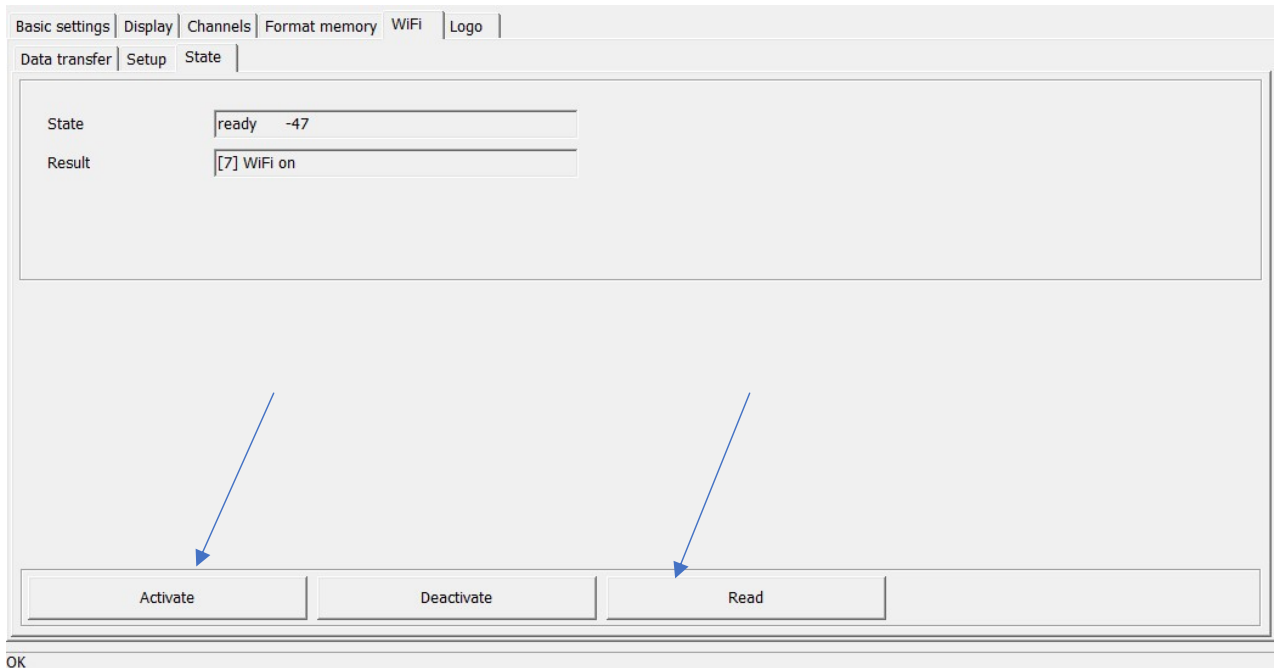 Basic settings Display Channels Format memory WiFi Logo
Data transfer Setup State
State ready -47
Result [7] WiFi on
Activate Deactivate Read
OK